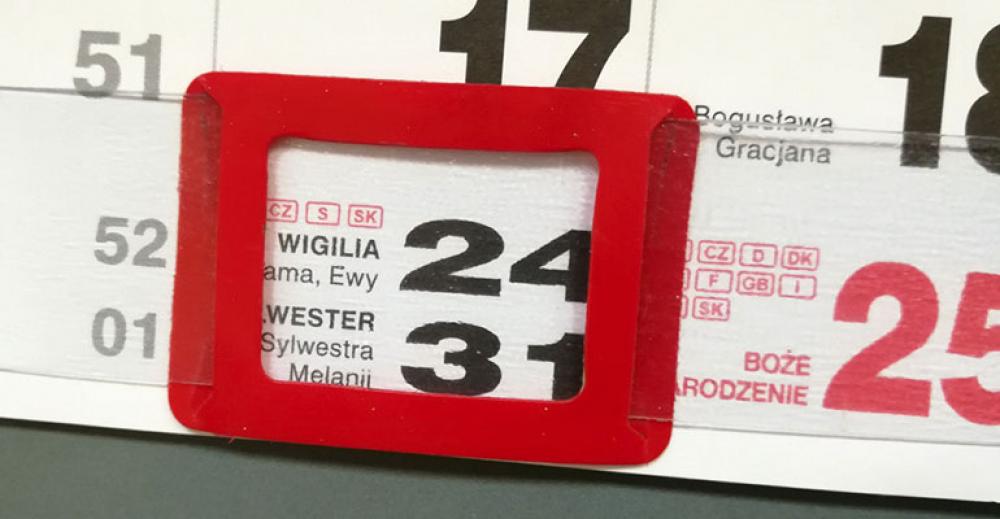 51
17
18
Bogusława
Gracjana
52
CZ S SK
WIGILIA
24
ama, Ewy
01
.WESTER
31
Sylwestra
Melanii
CZ D DK
F GB I
SK
BOŻE
ARODZENIE
25